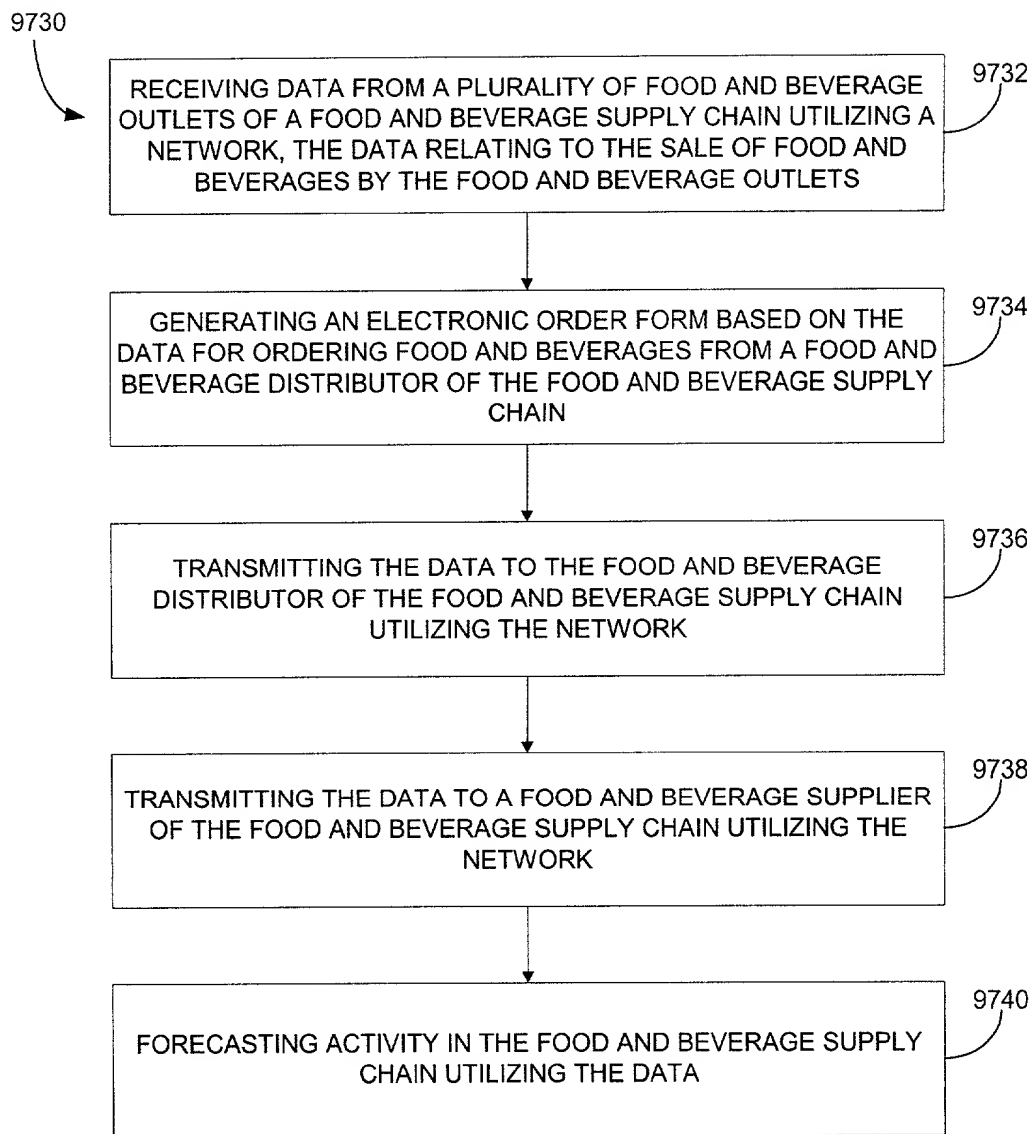 9730
RECEIVING DATA FROM A PLURALITY OF FOOD AND BEVERAGE
OUTLETS OF A FOOD AND BEVERAGE SUPPLY CHAIN UTILIZING A
NETWORK, THE DATA RELATING TO THE SALE OF FOOD AND
BEVERAGES BY THE FOOD AND BEVERAGE OUTLETS
9732
GENERATING AN ELECTRONIC ORDER FORM BASED ON THE
DATA FOR ORDERING FOOD AND BEVERAGES FROM A FOOD AND
BEVERAGE DISTRIBUTOR OF THE FOOD AND BEVERAGE SUPPLY
CHAIN
9734
TRANSMITTING THE DATA TO THE FOOD AND BEVERAGE
DISTRIBUTOR OF THE FOOD AND BEVERAGE SUPPLY CHAIN
UTILIZING THE NETWORK
9736
TRANSMITTING THE DATA TO A FOOD AND BEVERAGE SUPPLIER
OF THE FOOD AND BEVERAGE SUPPLY CHAIN UTILIZING THE
NETWORK
9738
FORECASTING ACTIVITY IN THE FOOD AND BEVERAGE SUPPLY
CHAIN UTILIZING THE DATA
9740